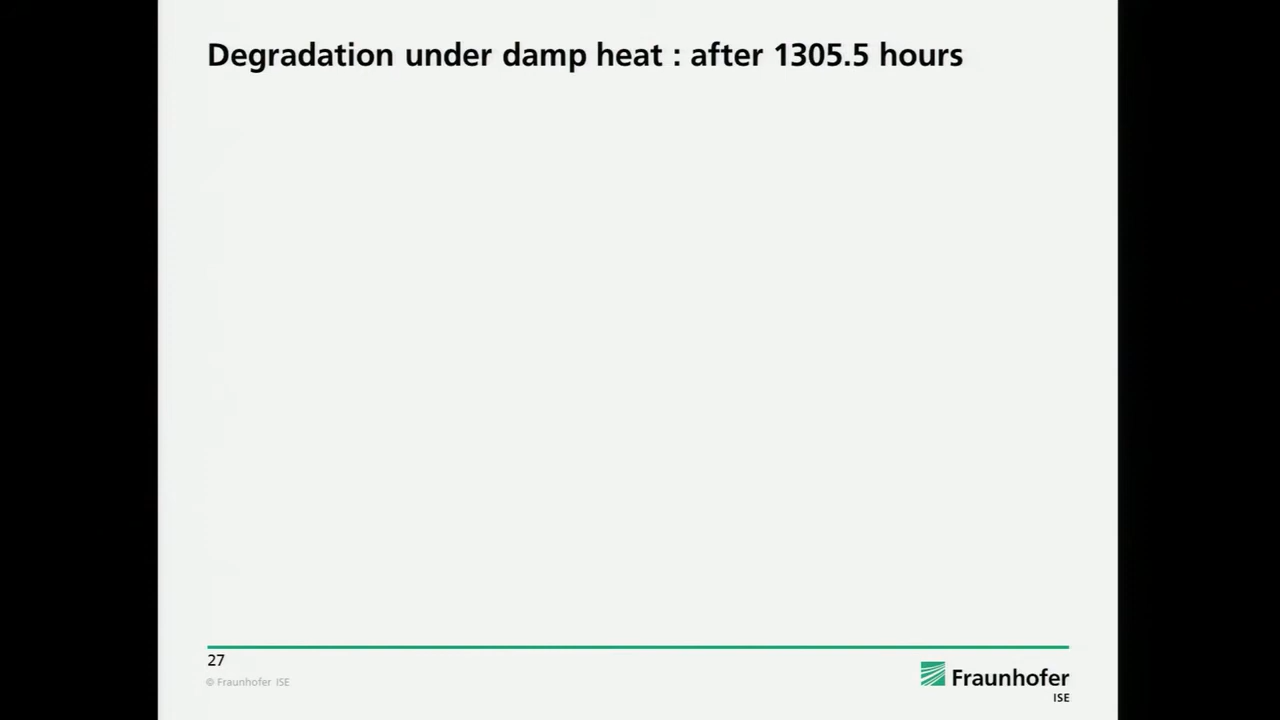 Degradation under damp heat : after 1305.5 hours
27
© Fraunhofer ISE
Fraunhofer
ISE